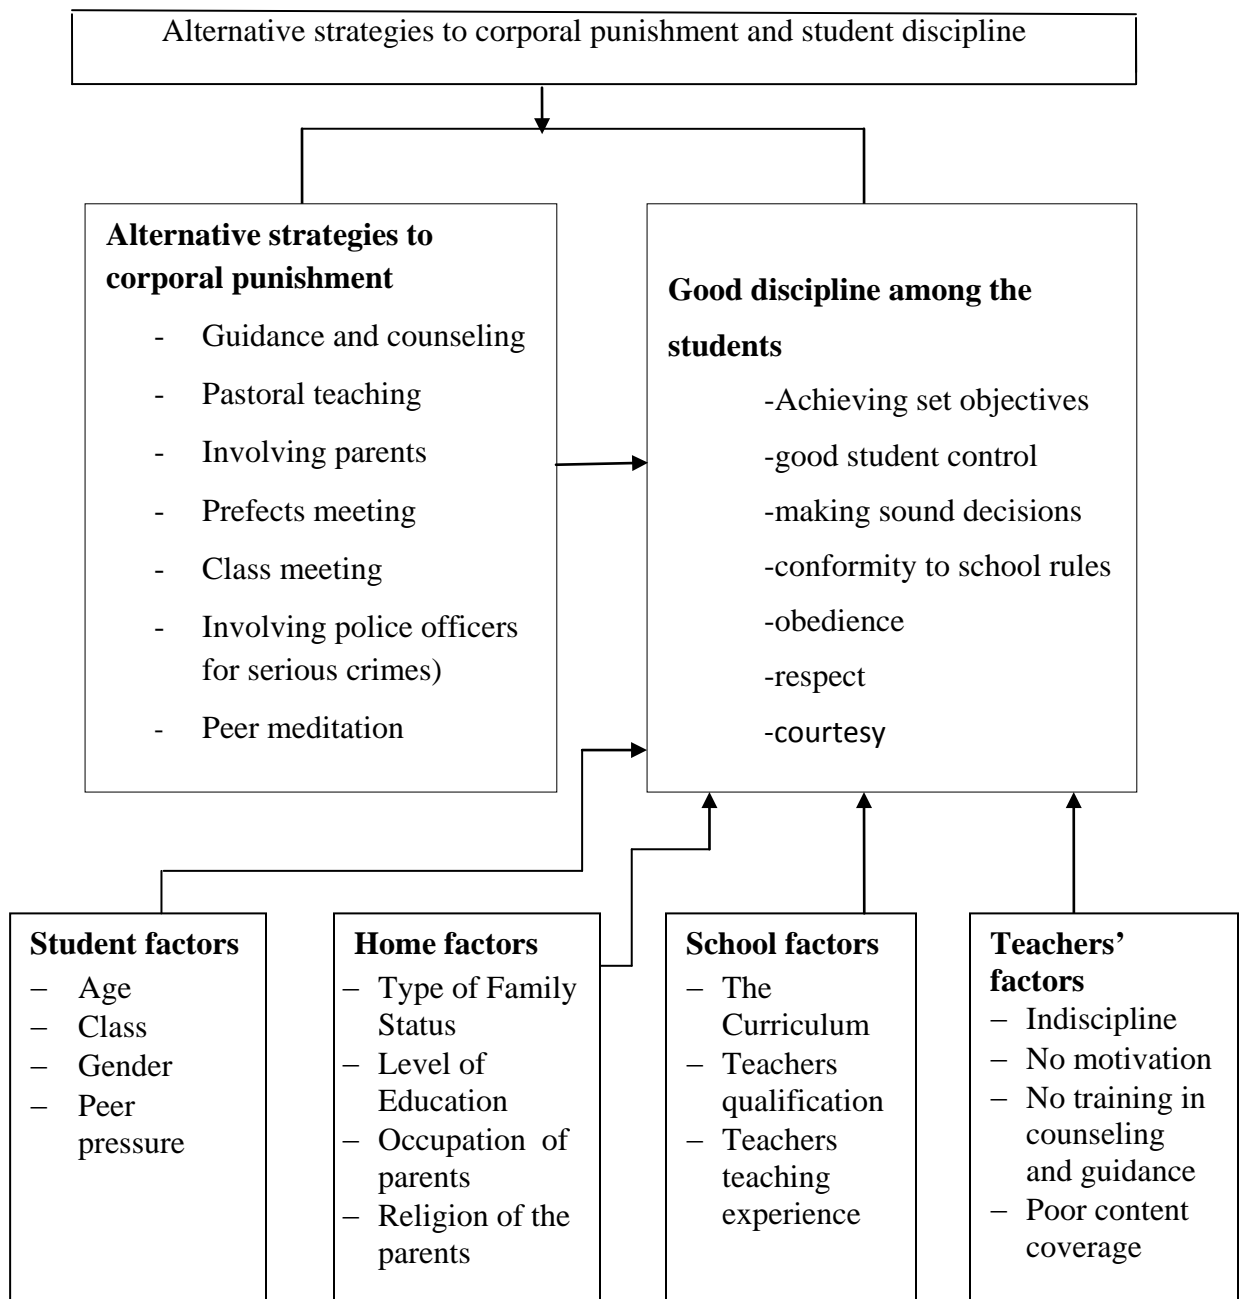 Alternative strategies to corporal punishment and student discipline
Alternative strategies to
corporal punishment
- Guidance and counseling
- Pastoral teaching
- Involving parents
- Prefects meeting
- Class meeting
- Involving police officers
for serious crimes)
- Peer meditation
Good discipline among the
students
-Achieving set objectives
-good student control
-making sound decisions
-conformity to school rules
-obedience
-respect
-courtesy
Student factors
– Age
– Class
– Gender
– Peer
pressure
Home factors
– Type of Family
Status
– Level of
Education
– Occupation of
parents
– Religion of the
parents
School factors
– The
Curriculum
– Teachers
qualification
– Teachers
teaching
experience
Teachers’
factors
– Indiscipline
– No motivation
– No training in
counseling
and guidance
– Poor content
coverage